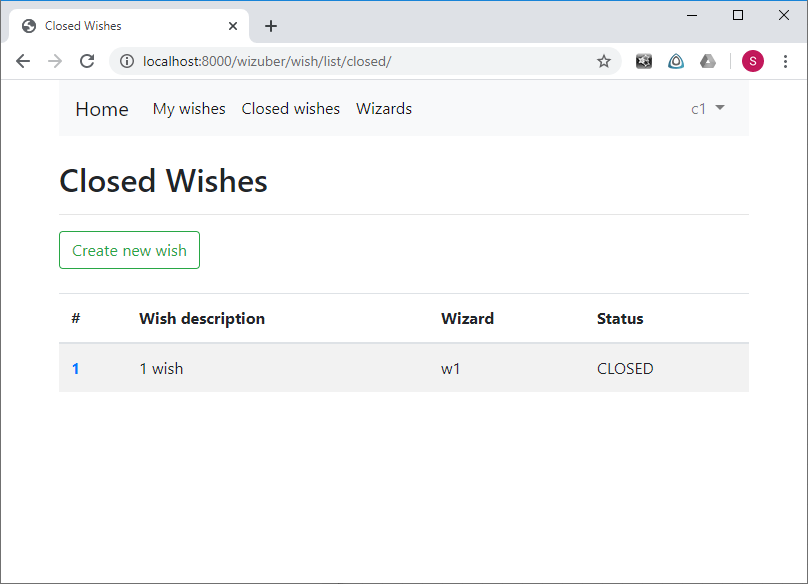 Closed Wishes
localhost:8000/wizuber/wish/list/closed/
S
Home My wishes Closed wishes Wizards c1
Closed Wishes
Create new wish
# Wish description Wizard Status
1 1 wish w1 CLOSED